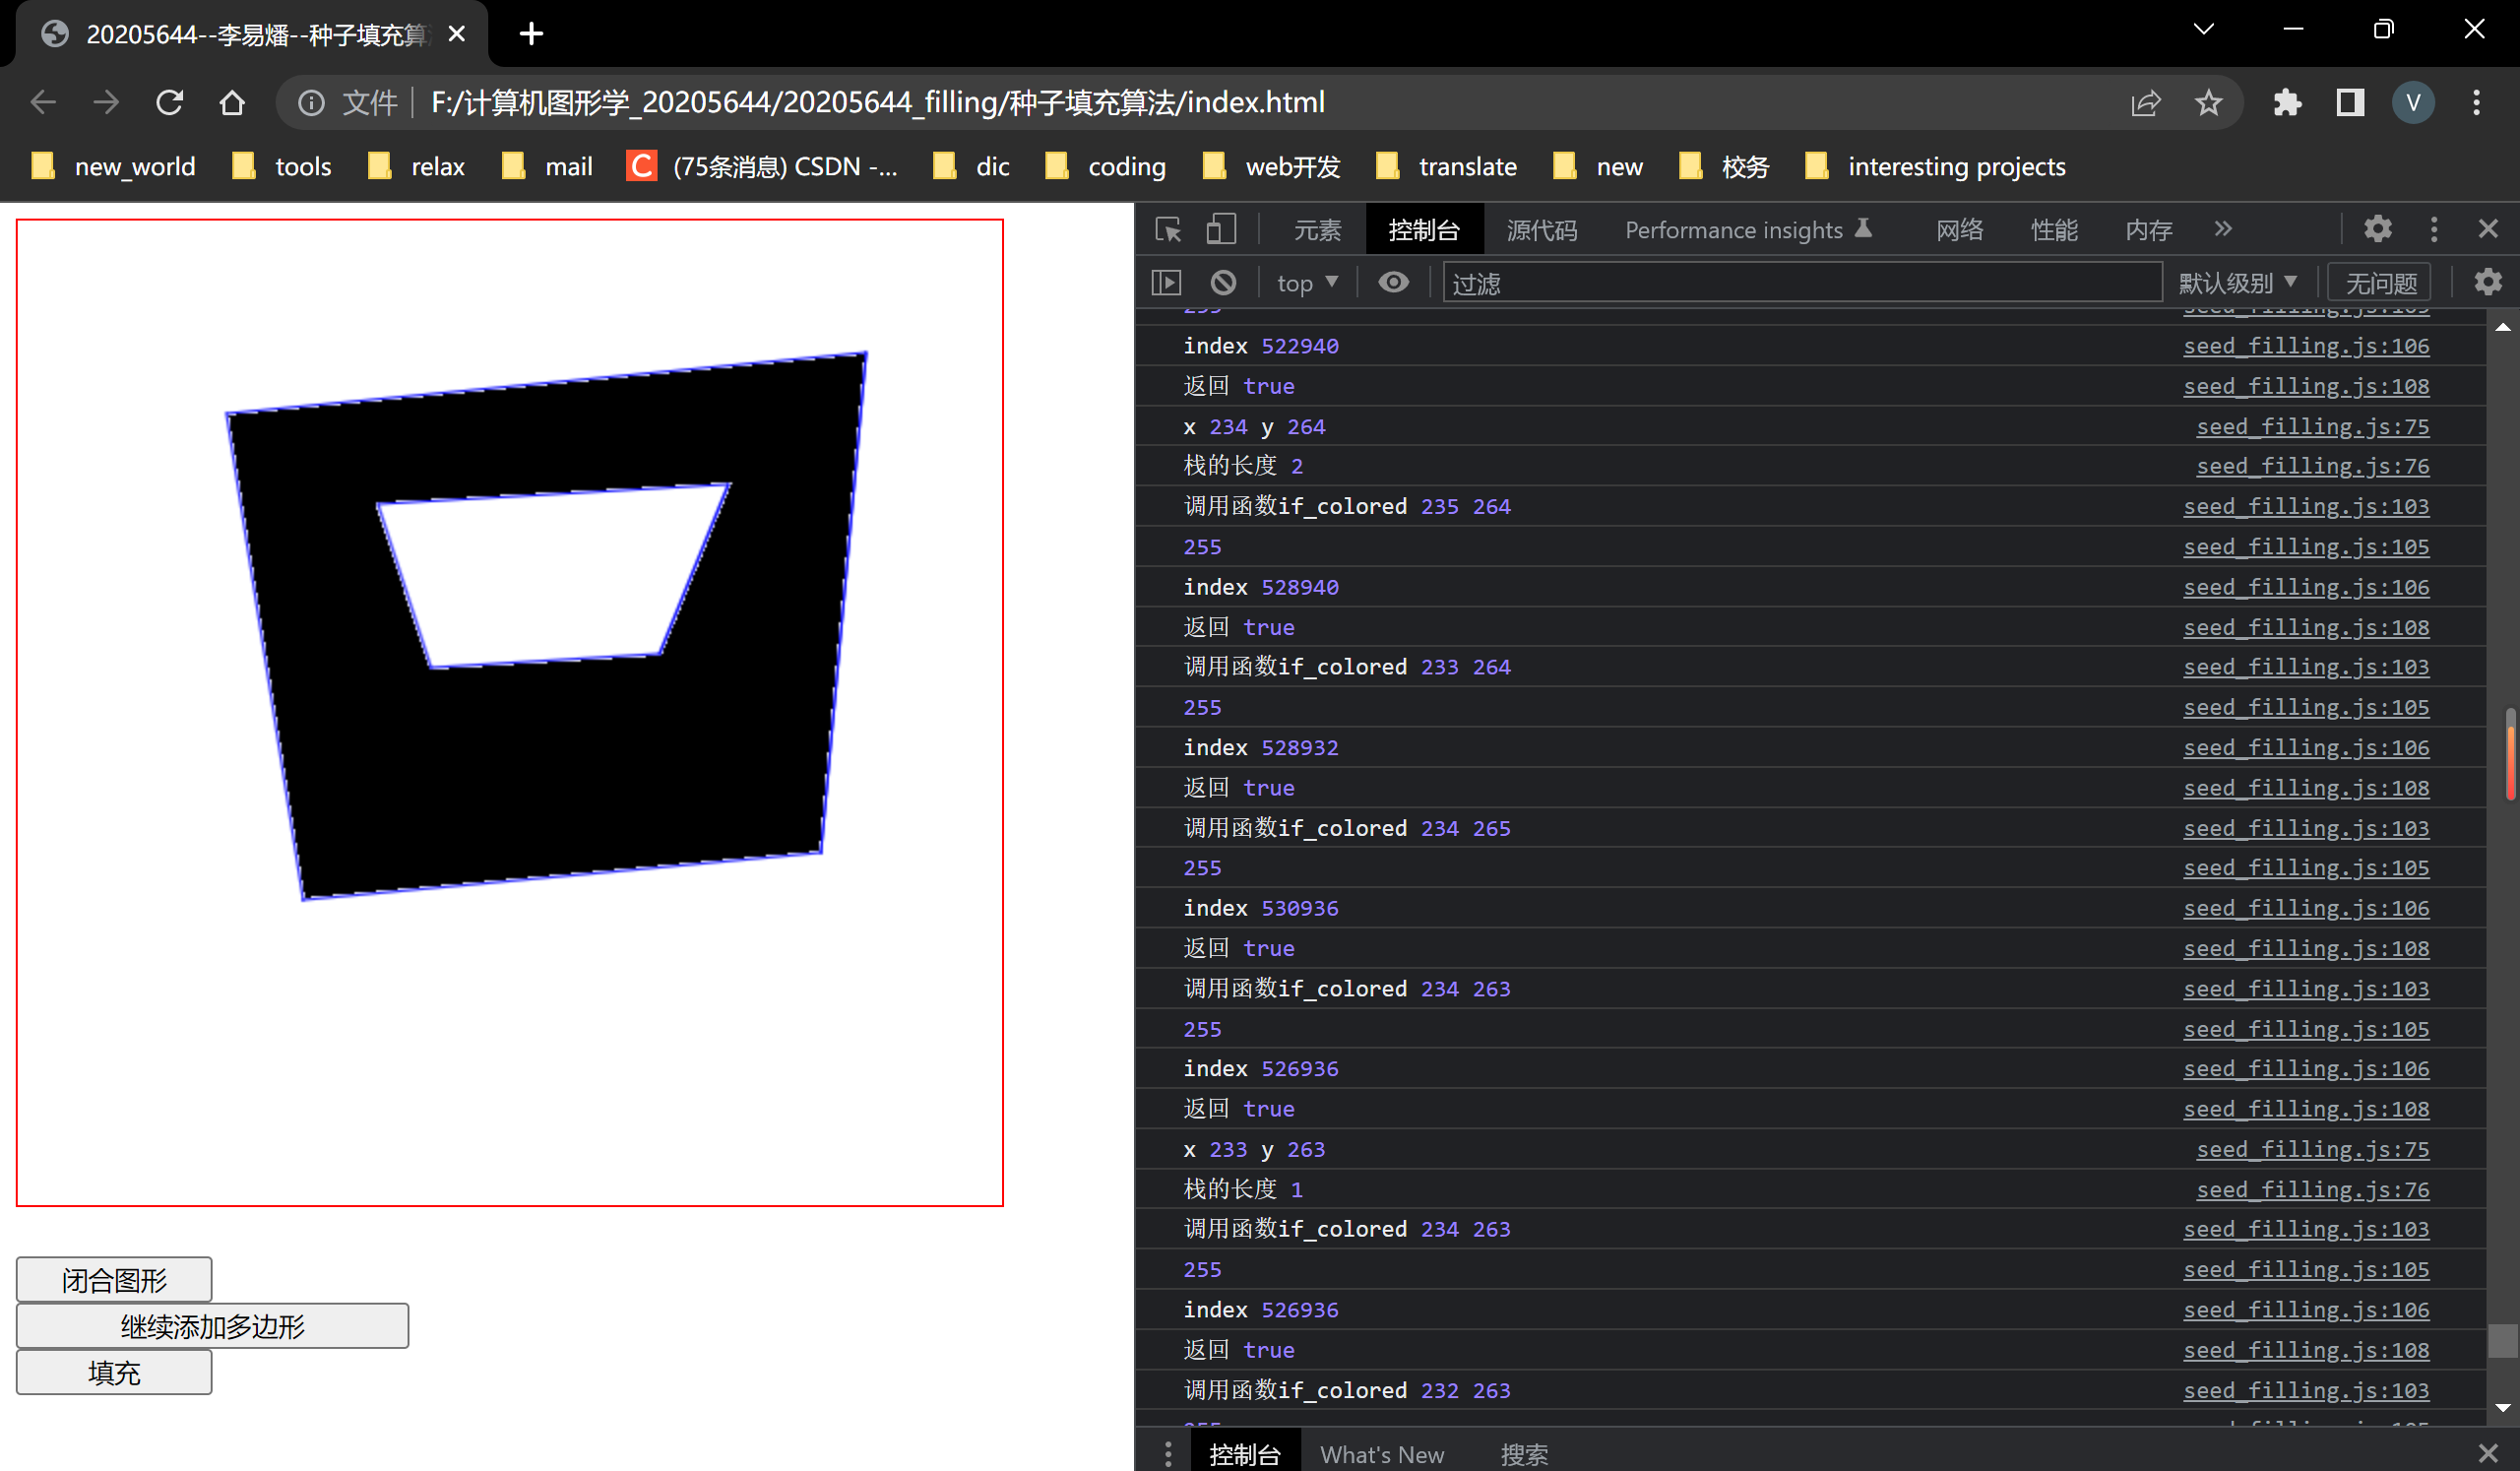 20205644--李易燔--种子填充算
文件 F:/计算机图形学_20205644/20205644_filling/种子填充算法/index.html
V
new_world tools relax mail C (75条消息) CSDN -... dic coding web开发 translate new 校务 interesting projects
元素 控制台 源代码 Performance insights 网络 性能 内存
top 过滤 默认级别 无问题
index 522940 seed_filling.js:106
返回 true seed_filling.js:108
x 234 y 264 seed_filling.js:75
栈的长度 2 seed_filling.js:76
调用函数if_colored 235 264 seed_filling.js:103
255 seed_filling.js:105
index 528940 seed_filling.js:106
返回 true seed_filling.js:108
调用函数if_colored 233 264 seed_filling.js:103
255 seed_filling.js:105
index 528932 seed_filling.js:106
返回 true seed_filling.js:108
调用函数if_colored 234 265 seed_filling.js:103
255 seed_filling.js:105
index 530936 seed_filling.js:106
返回 true seed_filling.js:108
调用函数if_colored 234 263 seed_filling.js:103
255 seed_filling.js:105
index 526936 seed_filling.js:106
返回 true seed_filling.js:108
x 233 y 263 seed_filling.js:75
栈的长度 1 seed_filling.js:76
调用函数if_colored 234 263 seed_filling.js:103
255 seed_filling.js:105
index 526936 seed_filling.js:106
返回 true seed_filling.js:108
调用函数if_colored 232 263 seed_filling.js:103
控制台 What's New 搜索
闭合图形
继续添加多边形
填充